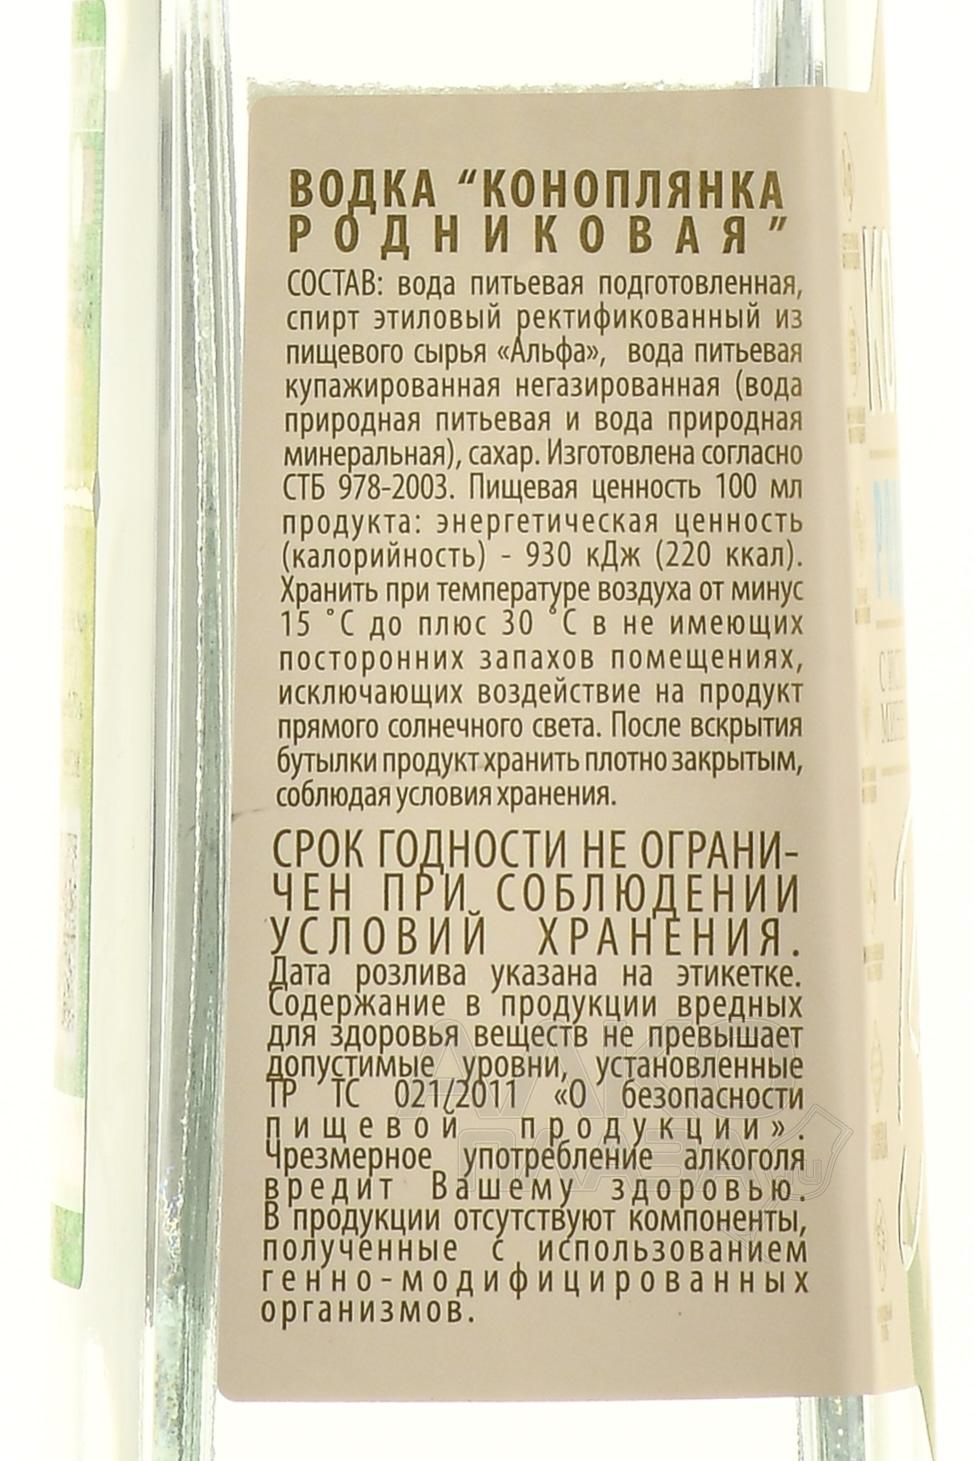 ВОДКА “КОНОПЛЯНКА
РОДНИКОВАЯ”
СОСТАВ: вода питьевая подготовленная,
спирт этиловый ректификованный из
пищевого сырья «Альфа», вода питьевая
купажированная негазированная (вода
природная питьевая и вода природная
минеральная), сахар. Изготовлена согласно
СТБ 978-2003. Пищевая ценность 100 мл
продукта: энергетическая ценность
(калорийность) - 930 кДж (220 ккал).
Хранить при температуре воздуха от минус
15 ˚С до плюс 30 ˚С в не имеющих
посторонних запахов помещениях,
исключающих воздействие на продукт
прямого солнечного света. После вскрытия
бутылки продукт хранить плотно закрытым,
соблюдая условия хранения.
СРОК ГОДНОСТИ НЕ ОГРАНИ-
ЧЕН ПРИ СОБЛЮДЕНИИ
УСЛОВИЙ ХРАНЕНИЯ.
Дата розлива указана на этикетке.
Содержание в продукции вредных
для здоровья веществ не превышает
допустимые уровни, установленные
ТР ТС 021/2011 «О безопасности
пищевой продукции».
Чрезмерное употребление алкоголя
вредит Вашему здоровью.
В продукции отсутствуют компоненты,
полученные с использованием
генно-модифицированных
организмов.